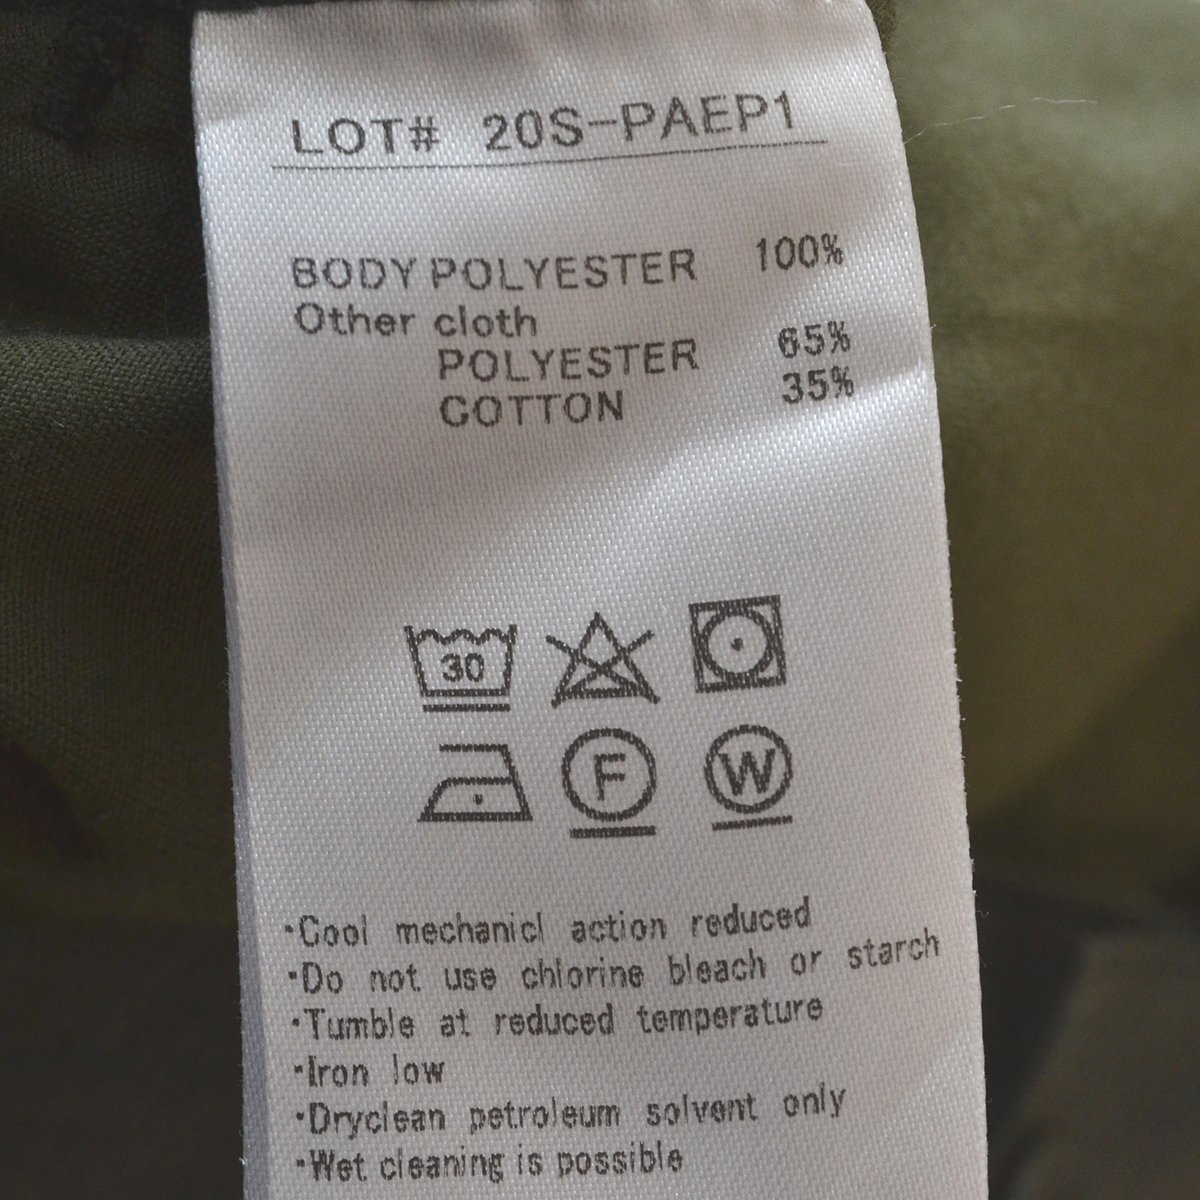 LOT# 20S-PAEP1
BODY POLYESTER 100%
Other cloth
POLYESTER 65%
COTTON 35%
30
F W
·Cool mechanicl action reduced
·Do not use chlorine bleach or starch
·Tumble at reduced temperature
·Iron low
·Dryclean petroleum solvent only
·Wet cleaning is possible